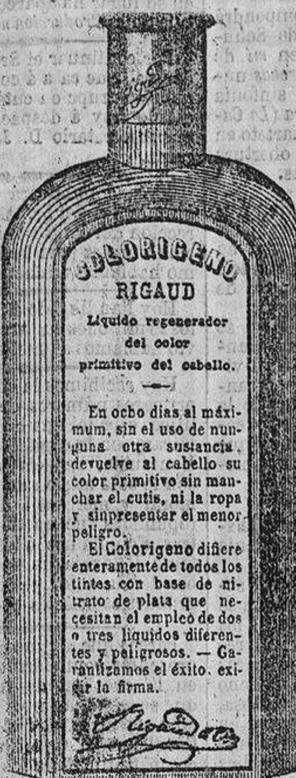 COLORIGENO
RIGAUD
Líquido regenerador
del color
primitivo del cabello.
En ocho dias al máxi-
mum, sin el uso de nun-
guna otra sustancia,
devuelve al cabello su
color primitivo sin man-
char el cutis, ni la ropa
y sinpresentar el menor
peligro.
El Colorigeno difiere
enteramente de todos los
tintes con base de ni-
trato de plata que ne-
cesitan el empleo de dos
o tres liquidos diferen-
tes y peligrosos. — Ga-
rantizamos el éxito, exi-
gir la firma.
Rigaud